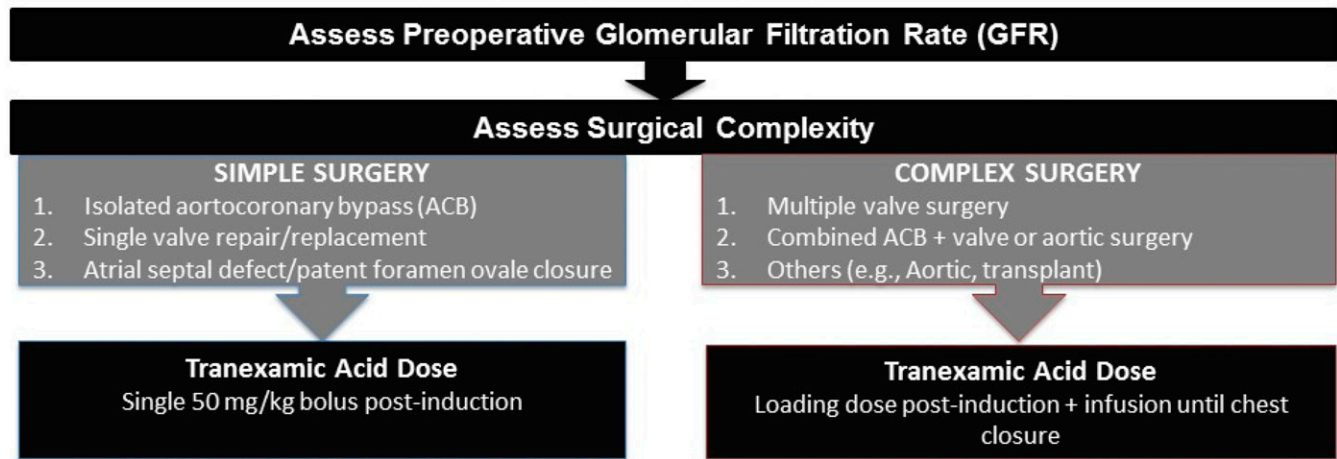 Assess Preoperative Glomerular Filtration Rate (GFR)
Assess Surgical Complexity
SIMPLE SURGERY
1. Isolated aortocoronary bypass (ACB)
2. Single valve repair/replacement
3. Atrial septal defect/patent foramen ovale closure
COMPLEX SURGERY
1. Multiple valve surgery
2. Combined ACB + valve or aortic surgery
3. Others (e.g., Aortic, transplant)
Tranexamic Acid Dose
Single 50 mg/kg bolus post-induction
Tranexamic Acid Dose
Loading dose post-induction + infusion until chest
closure